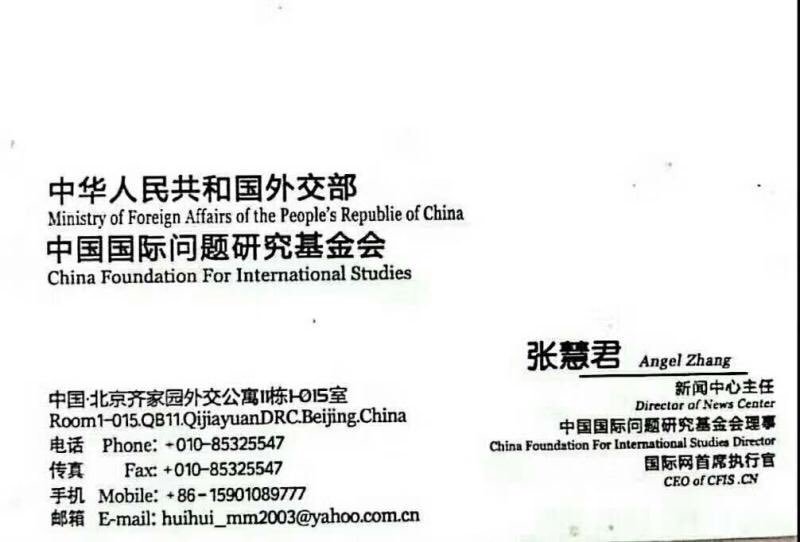 中华人民共和国外交部
Ministry of Foreign Affairs of the People's Republie of China
中国国际问题研究基金会
China Foundation For International Studies
张慧君 Angel Zhang
新闻中心主任
Director of News Center
中国国际问题研究基金会理事
China Foundation For International Studies Director
国际网首席执行官
CEO of CFIS .CN
中国·北京齐家园外交公寓11栋1-015室
Room1-015.QB11.QijiayuanDRC.Beijing.China
电话 Phone: +010-85325547
传真 Fax: +010-85325547
手机 Mobile: +86-15901089777
邮箱 E-mail: huihui_mm2003@yahoo.com.cn